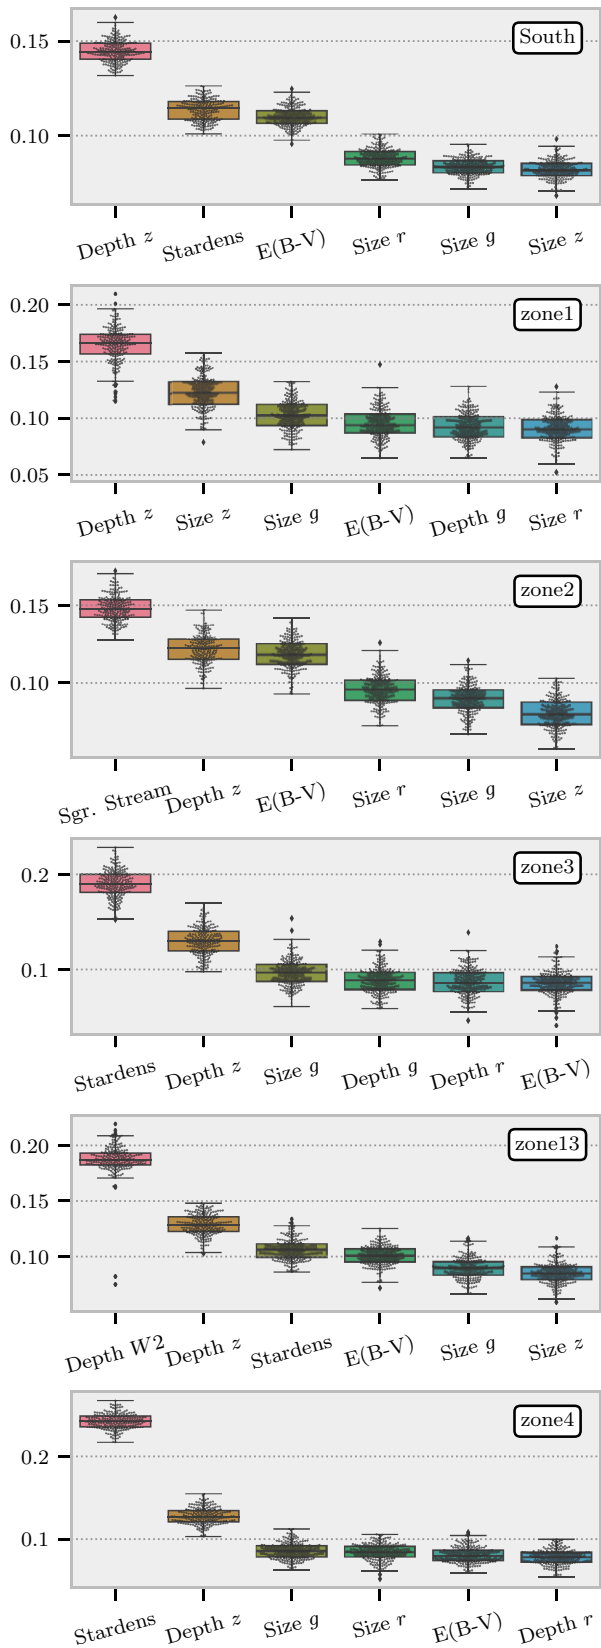 South
0.15
0.10
Depth z Stardens E(B-V) Size r Size g Size z
zone1
0.20
0.15
0.10
0.05
Depth z Size z Size g E(B-V) Depth g Size r
zone2
0.15
0.10
Sgr. Stream Depth z E(B-V) Size r Size g Size z
zone3
0.2
0.1
Stardens Depth z Size g Depth g Depth r E(B-V)
zone13
0.20
0.15
0.10
Depth W2 Depth z Stardens E(B-V) Size g Size z
zone4
0.2
0.1
Stardens Depth z Size g Size r E(B-V) Depth r